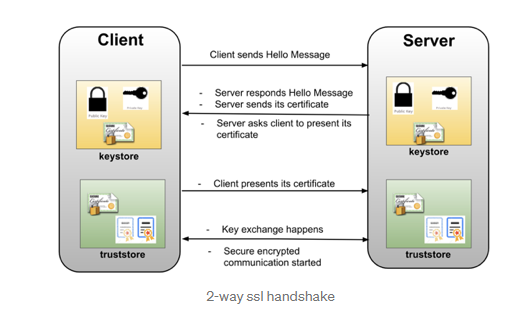 Client
Server
Client sends Hello Message
- Server responds Hello Message
- Server sends its certificate
- Server asks client to present its
certificate
Public Key
Private Key
keystore
Public Key
Private Key
keystore
- Client presents its certificate
- Key exchange happens
- Secure encrypted
communication started
truststore
truststore
2-way ssl handshake